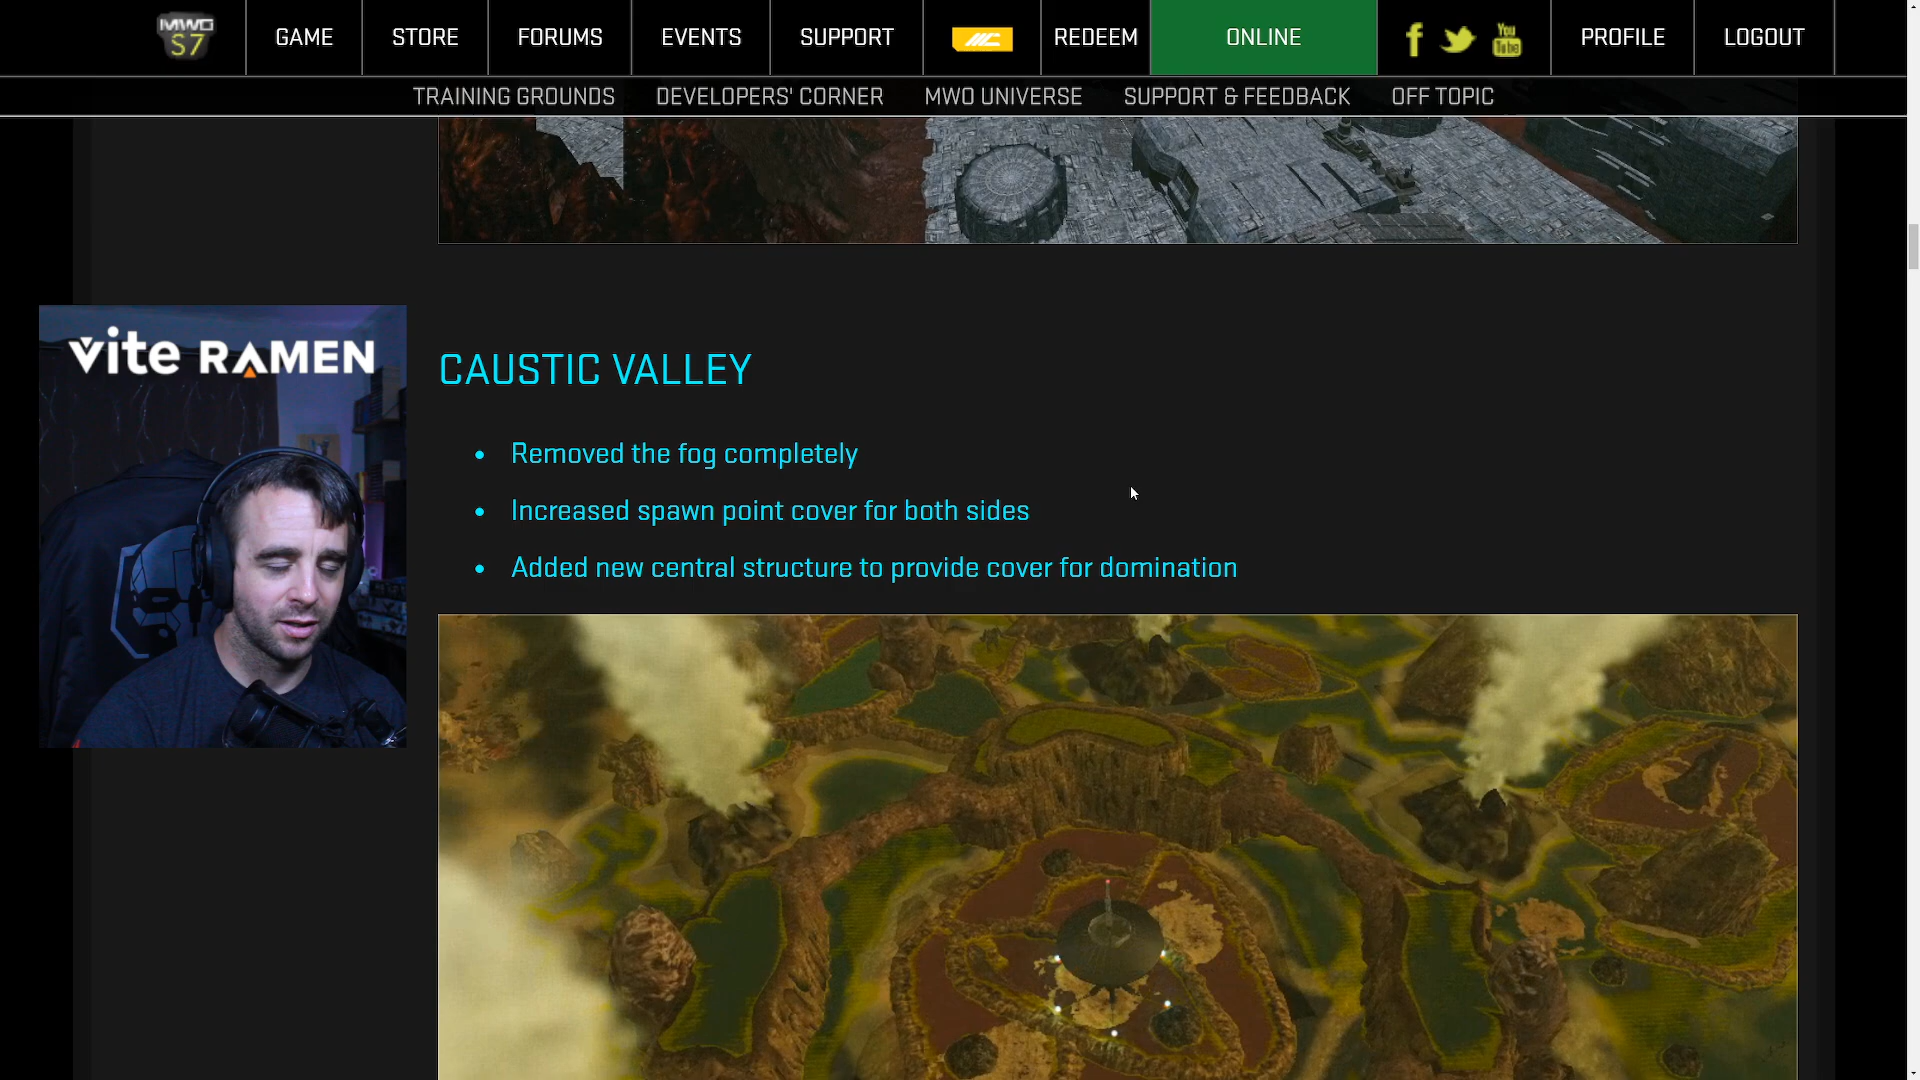 MWO
S7
GAME
STORE
FORUMS
EVENTS
SUPPORT
MC
REDEEM
ONLINE
f
You
Tube
PROFILE
LOGOUT
TRAINING GROUNDS
DEVELOPERS' CORNER
MWO UNIVERSE
SUPPORT & FEEDBACK
OFF TOPIC
vite RAMEN
CAUSTIC VALLEY
• Removed the fog completely
• Increased spawn point cover for both sides
• Added new central structure to provide cover for domination